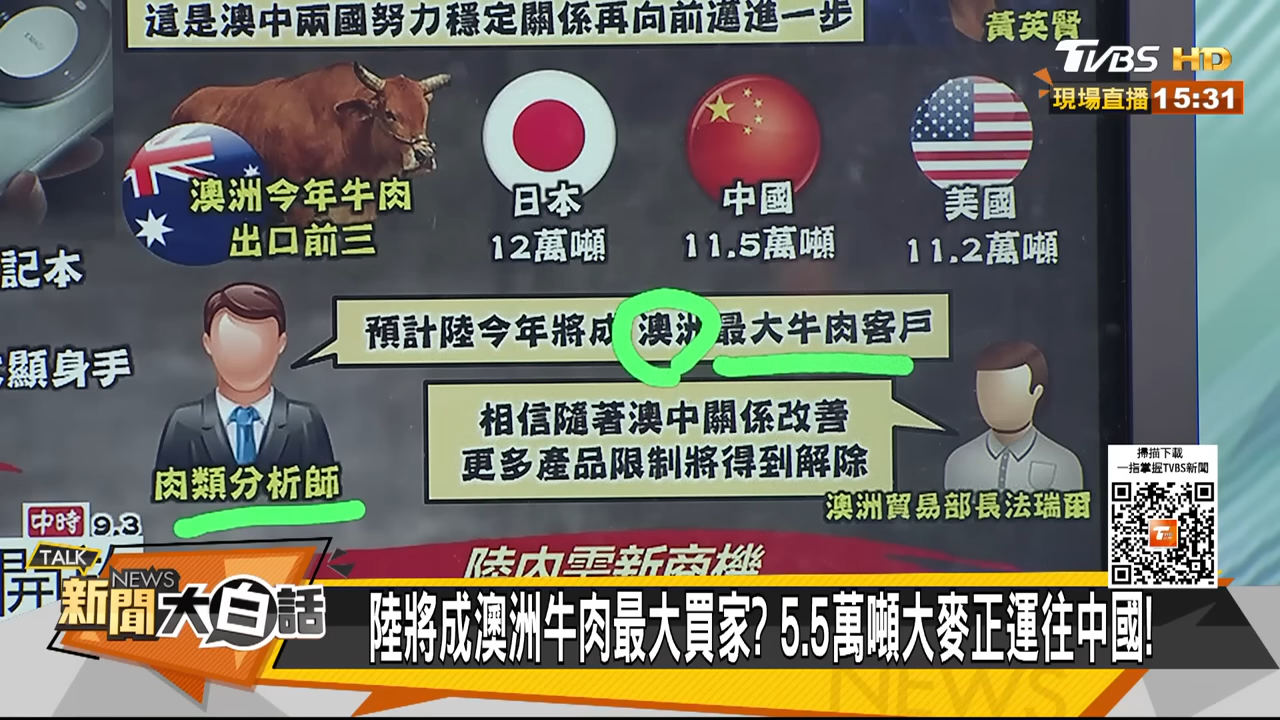 這是澳中兩國努力穩定關係再向前邁進一步
黃英賢
TVBS HD
現場直播 15:31
澳洲今年牛肉
出口前三
日本
12萬噸
中國
11.5萬噸
美國
11.2萬噸
記本
顯身手
預計陸今年將成澳洲最大牛肉客戶
相信隨著澳中關係改善
更多產品限制將得到解除
肉類分析師
澳洲貿易部長法瑞爾
掃描下載
一指掌握TVBS新聞
中時 9.3
開
陸內需新商機
TALK
NEWS
新聞大白話
陸將成澳洲牛肉最大買家? 5.5萬噸大麥正運往中國!
NEWS